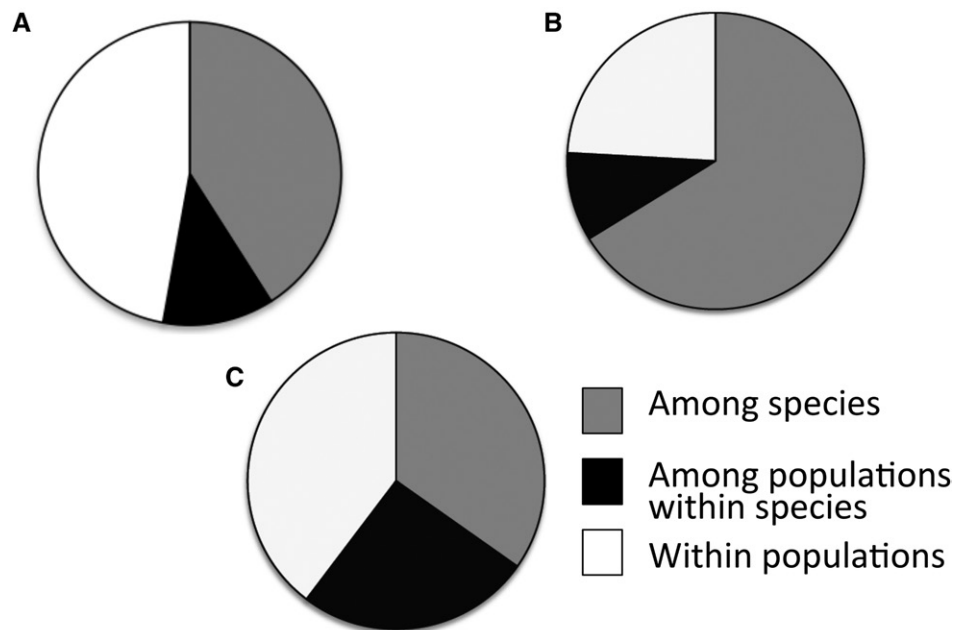 A
B
C
Among species
Among populations
within species
Within populations